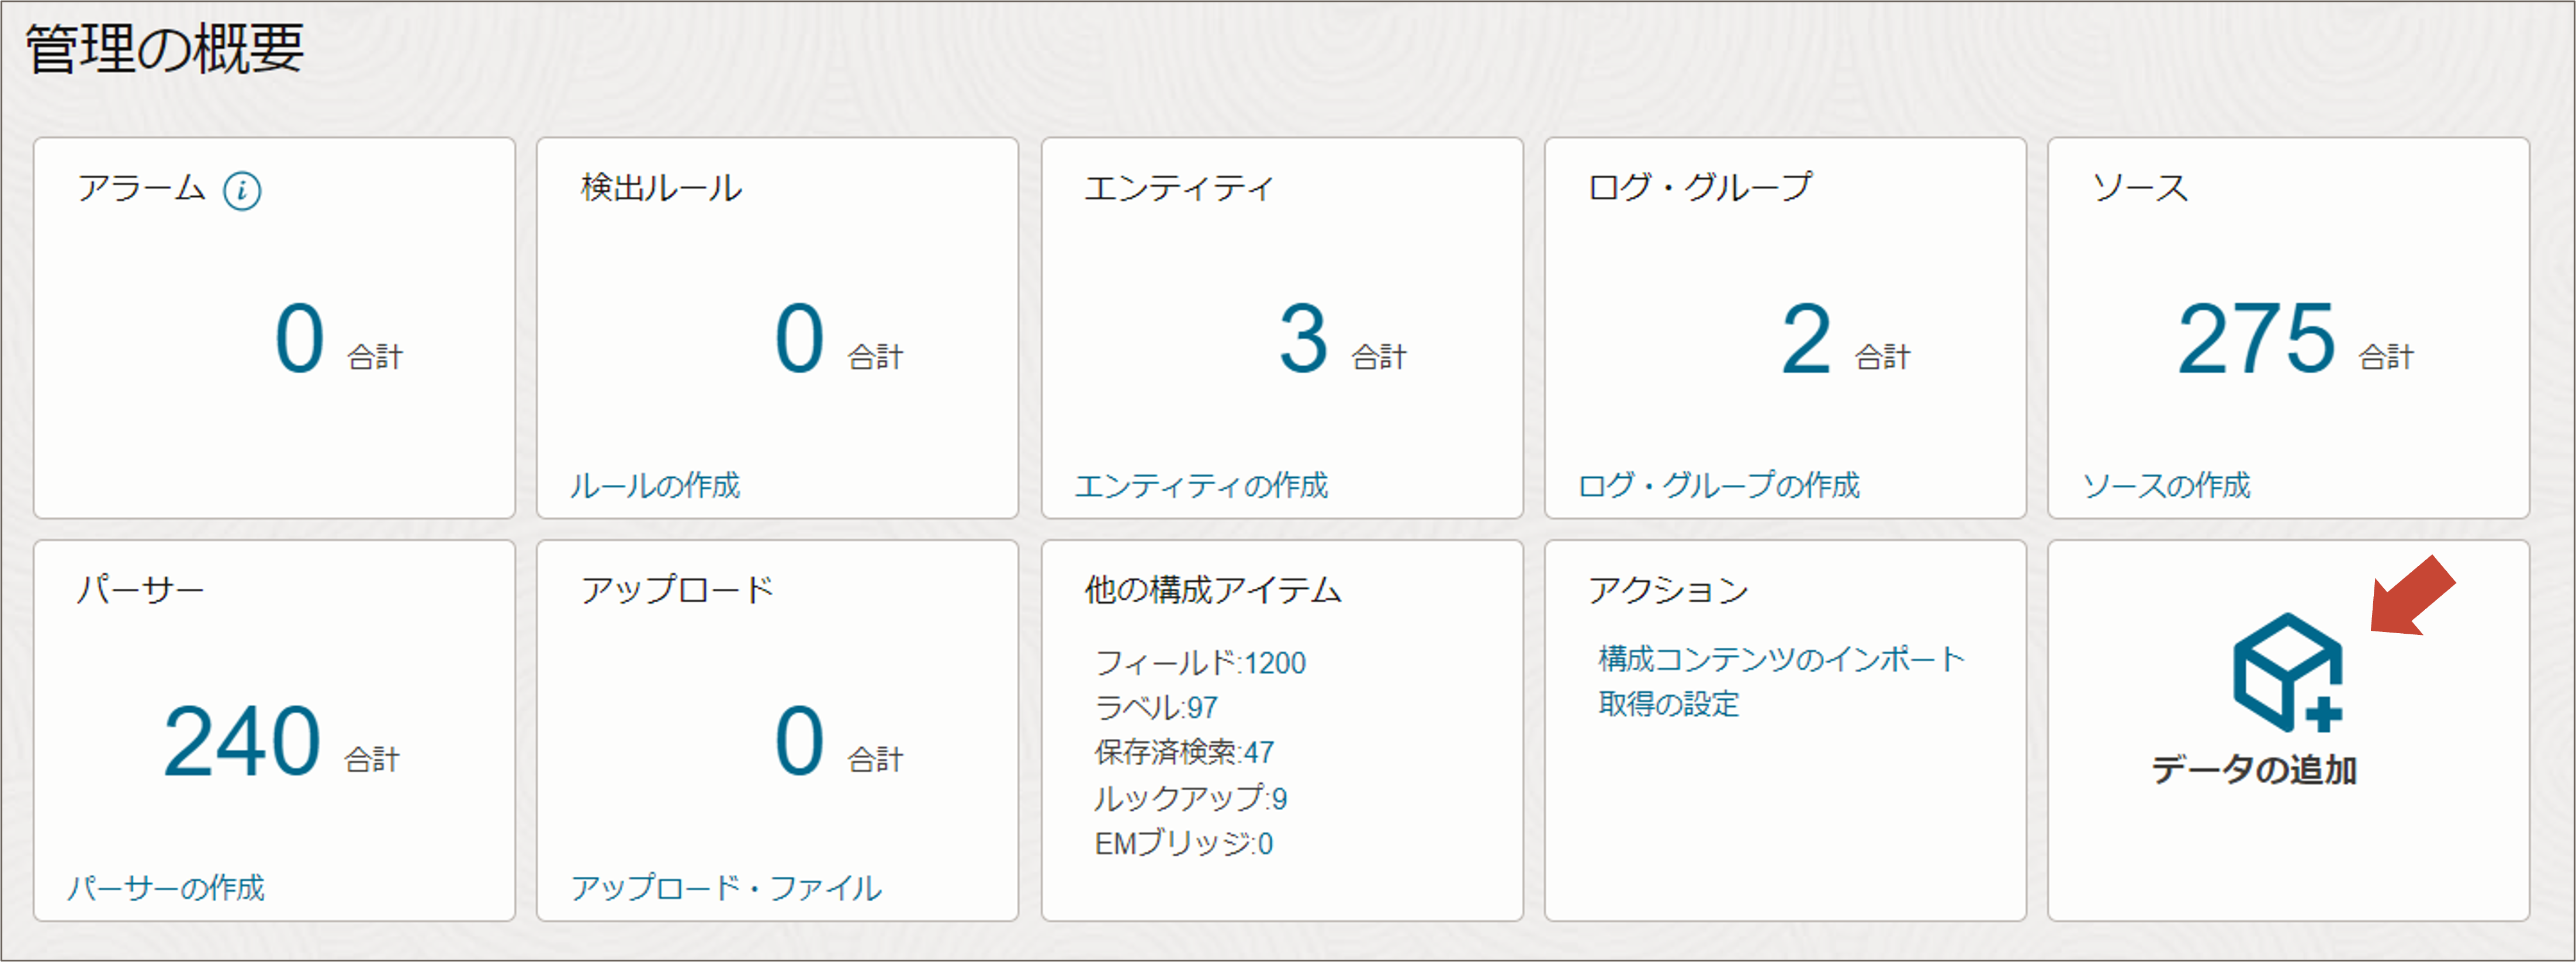 管理の概要
アラーム
0 合計
検出ルール
0 合計
ルールの作成
エンティティ
3 合計
エンティティの作成
ログ・グループ
2 合計
ログ・グループの作成
ソース
275 合計
ソースの作成
パーサー
240 合計
パーサーの作成
アップロード
0 合計
アップロード・ファイル
他の構成アイテム
フィールド:1200
ラベル:97
保存済検索:47
ルックアップ:9
EMブリッジ:0
アクション
構成コンテンツのインポート
取得の設定
データの追加